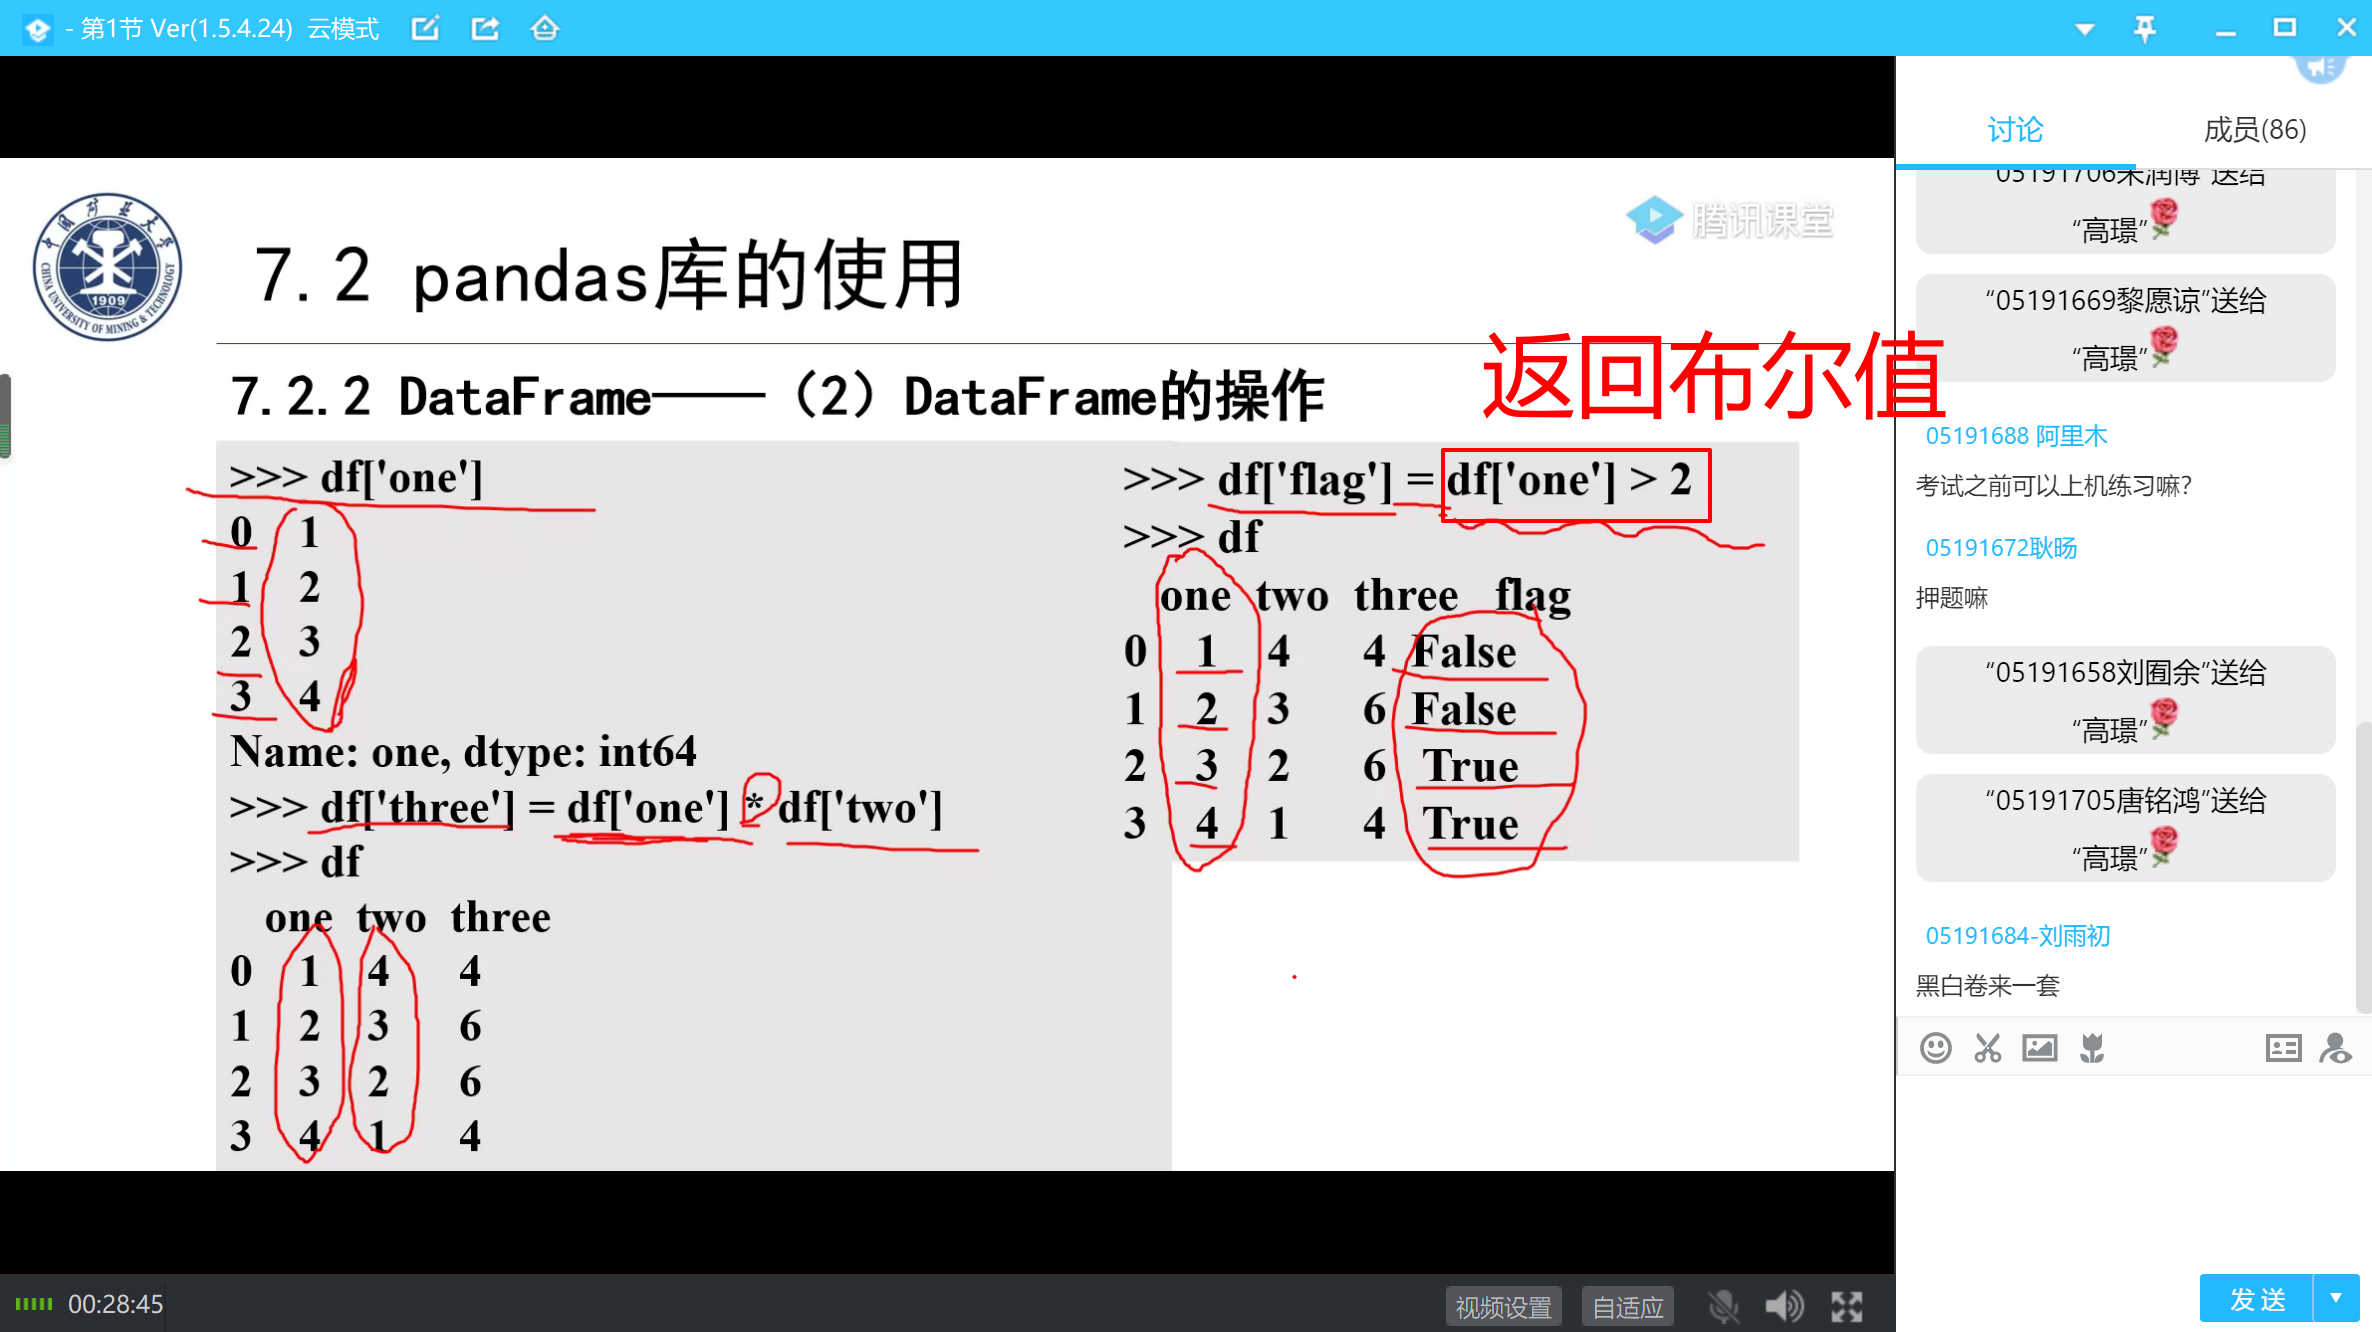 - 第1节 Ver(1.5.4.24) 云模式
讨论
成员(86)
腾讯课堂
CHINA UNIVERSITY OF MINING & TECHNOLOGY
1909
7.2 pandas库的使用
返回布尔值
7.2.2 DataFrame——（2）DataFrame的操作
>>> df['one']
0 1
1 2
2 3
3 4
Name: one, dtype: int64
>>> df['three'] = df['one'] * df['two']
>>> df
one two three
0 1 4 4
1 2 3 6
2 3 2 6
3 4 1 4
>>> df['flag'] = df['one'] > 2
>>> df
one two three flag
0 1 4 4 False
1 2 3 6 False
2 3 2 6 True
3 4 1 4 True
“05191706朱润博”送给
“高璟”
“05191669黎愿谅”送给
“高璟”
05191688 阿里木
考试之前可以上机练习嘛?
05191672耿旸
押题嘛
“05191658刘囿余”送给
“高璟”
“05191705唐铭鸿”送给
“高璟”
05191684-刘雨初
黑白卷来一套
00:28:45
视频设置
自适应
发送